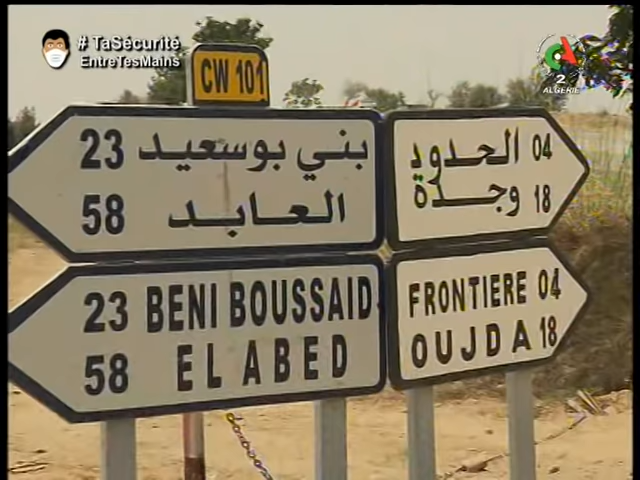 # TaSécurité
EntreTesMains
2
ALGERIE
CW 101
23 بني بوسعيد
58 العابد
الحدود 04
وجدة 18
23 BENI BOUSSAID
58 EL ABED
FRONTIERE 04
OUJDA 18